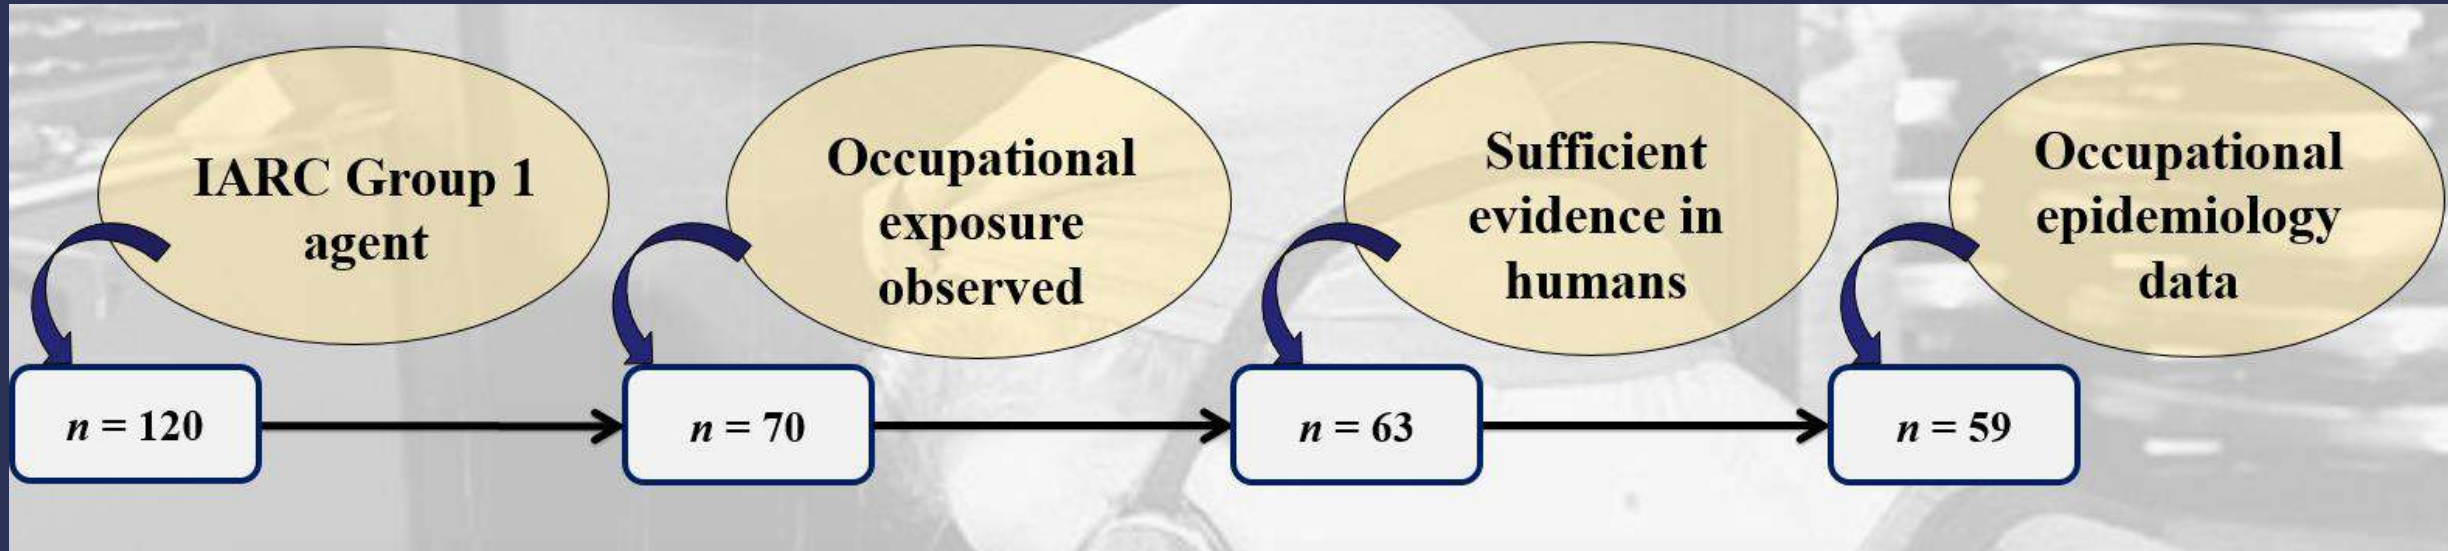 IARC Group 1
agent
Occupational
exposure
observed
Sufficient
evidence in
humans
Occupational
epidemiology
data
n = 120
n = 70
n = 63
n = 59